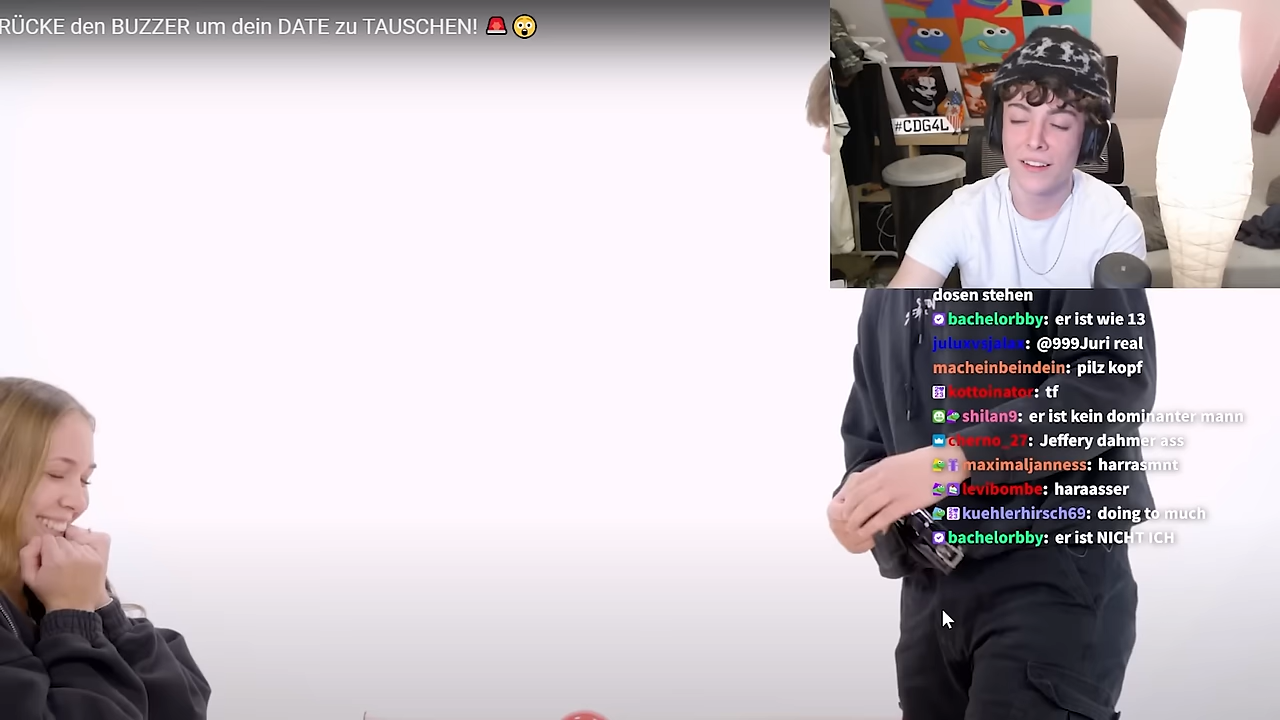 RÜCKE den BUZZER um dein DATE zu TAUSCHEN! 🚨😲
#CDG4L
dosen stehen
bachelorbby: er ist wie 13
juluxvsjaixx: @999Juri real
macheinbeindein: pilz kopf
kottoinator: tf
shilan9: er ist kein dominanter mann
cherno_27: Jeffery dahmer ass
maximaljanness: harrasmnt
levibombe: haraasser
kuehlerhirsch69: doing to much
bachelorbby: er ist NICHT ICH